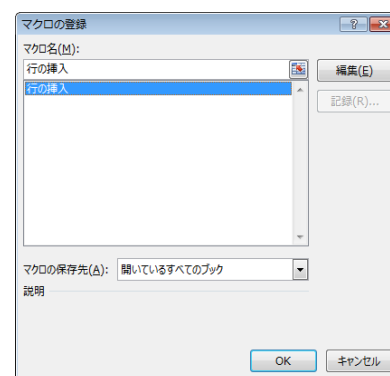 マクロの登録
マクロ名(M):
行の挿入
編集(E)
行の挿入
記録(R)...
マクロの保存先(A): 開いているすべてのブック
説明
OK キャンセル